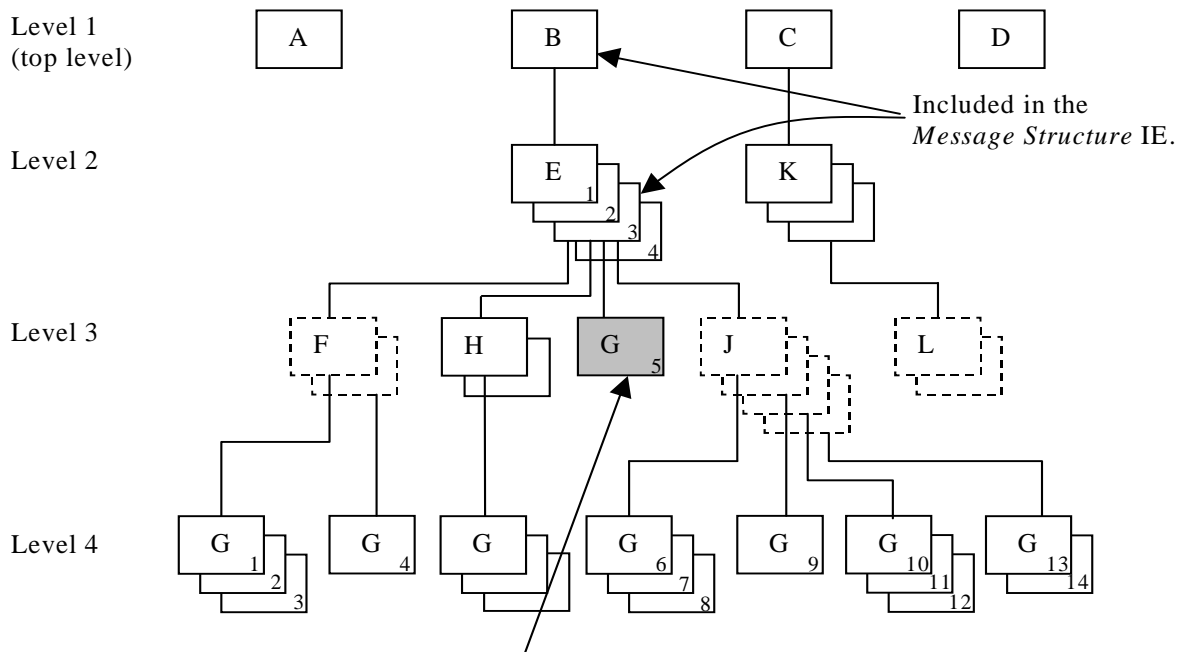 Level 1
(top level)
A
B
C
D
Included in the
Message Structure IE.
Level 2
E
1
2
3
4
K
Level 3
F
H
G
5
J
L
Level 4
G
1
2
3
G
4
G
G
6
7
8
G
9
G
10
11
12
G
13
14